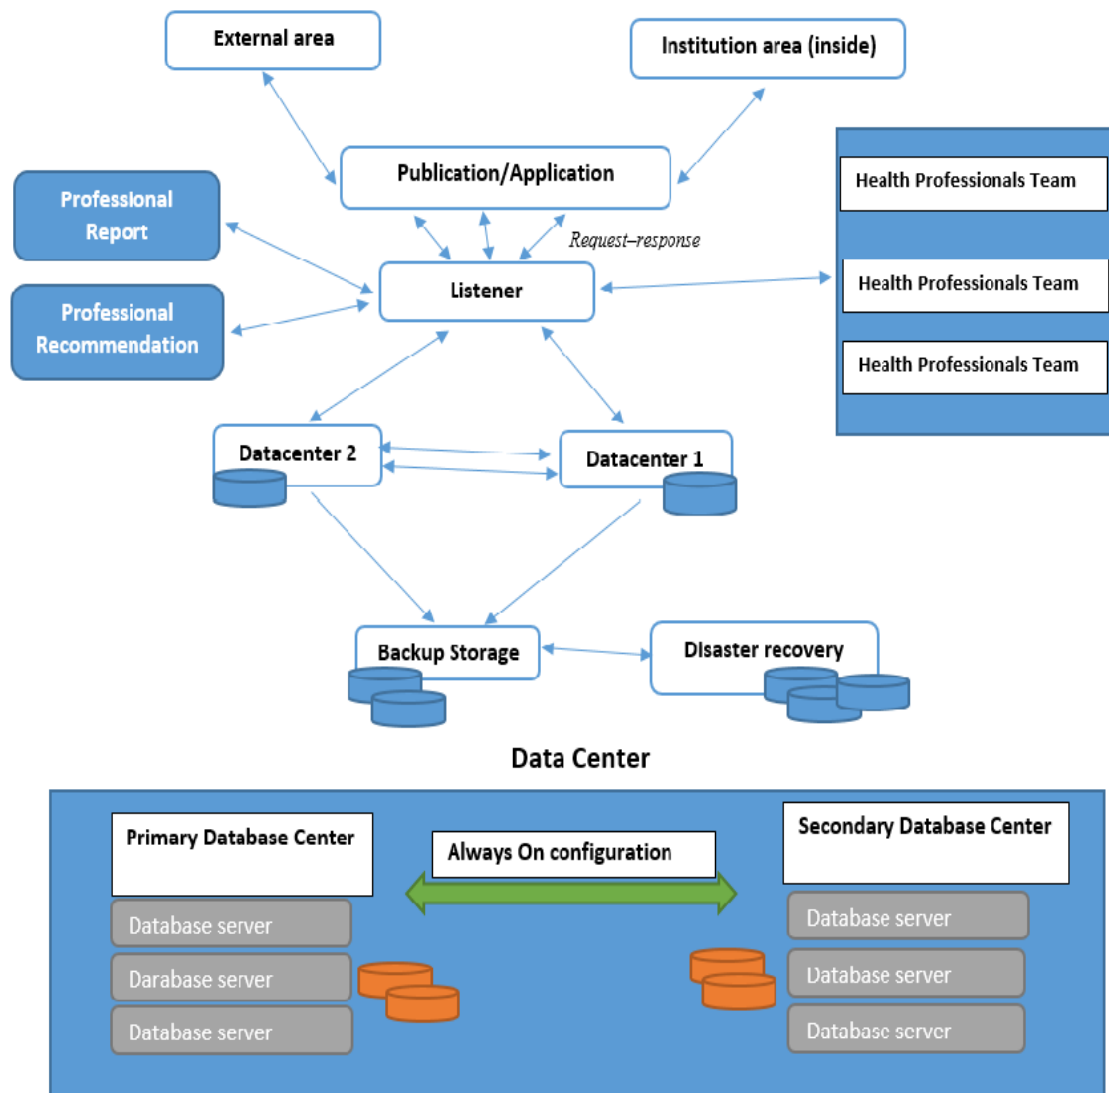 External area
Institution area (inside)
Publication/Application
Health Professionals Team
Professional
Report
Request–response
Listener
Health Professionals Team
Professional
Recommendation
Health Professionals Team
Datacenter 2
Datacenter 1
Backup Storage
Disaster recovery
Data Center
Primary Database Center
Always On configuration
Secondary Database Center
Database server
Darabase server
Database server
Database server
Database server
Database server